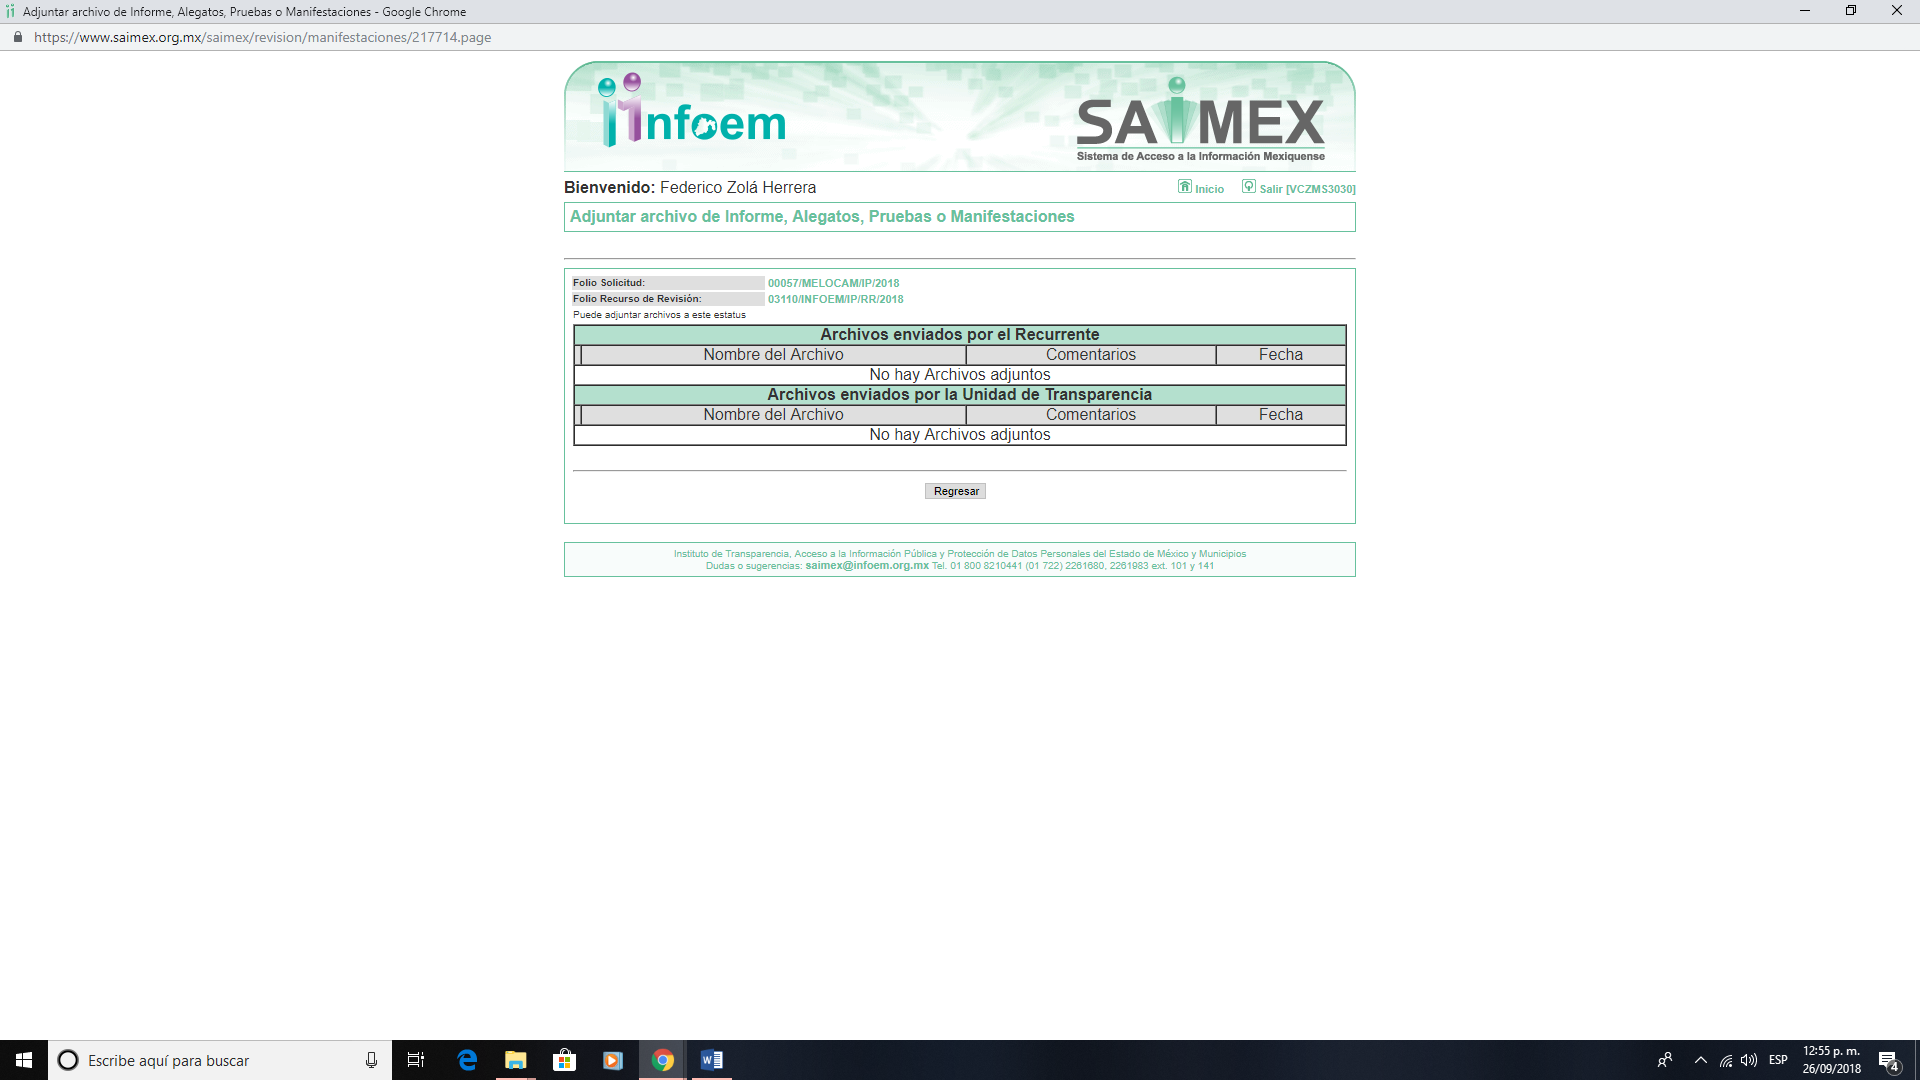 Adjuntar archivo de Informe, Alegatos, Pruebas o Manifestaciones - Google Chrome
https://www.saimex.org.mx/saimex/revision/manifestaciones/217714.page
infoem
SAIMEX
Sistema de Acceso a la Información Mexiquense
Bienvenido: Federico Zolá Herrera
Inicio
Salir [VCZMS3030]
Adjuntar archivo de Informe, Alegatos, Pruebas o Manifestaciones
Folio Solicitud: 00057/MELOCAM/IP/2018
Folio Recurso de Revisión: 03110/INFOEM/IP/RR/2018
Puede adjuntar archivos a este estatus
Archivos enviados por el Recurrente
Nombre del Archivo Comentarios Fecha
No hay Archivos adjuntos
Archivos enviados por la Unidad de Transparencia
Nombre del Archivo Comentarios Fecha
No hay Archivos adjuntos
Regresar
Instituto de Transparencia, Acceso a la Información Pública y Protección de Datos Personales del Estado de México y Municipios
Dudas o sugerencias: saimex@infoem.org.mx Tel. 01 800 8210441 (01 722) 2261680, 2261983 ext. 101 y 141
Escribe aquí para buscar
ESP
12:55 p. m.
26/09/2018
4